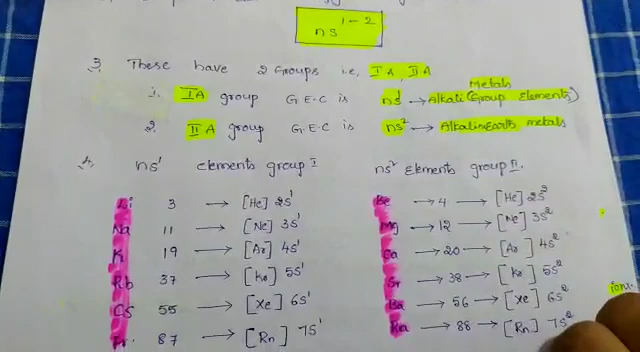 ns¹⁻²
3. These have 2 Groups i.e, IA, IIA
1. IA group G.E.C is ns¹ → Alkali (Group Elements) Metals
2. IIA group G.E.C is ns² → Alkalin Earth metals
4. ns¹ elements group I
Li 3 → [He] 2s¹
Na 11 → [Ne] 3s¹
K 19 → [Ar] 4s¹
Rb 37 → [Kr] 5s¹
Cs 55 → [Xe] 6s¹
Fr 87 → [Rn] 7s¹
ns² Elements group II.
Be → 4 → [He] 2s²
Mg → 12 → [Ne] 3s²
Ca → 20 → [Ar] 4s²
Sr → 38 → [Kr] 5s²
Ba → 56 → [Xe] 6s²
Ra → 88 → [Rn] 7s²
ion.